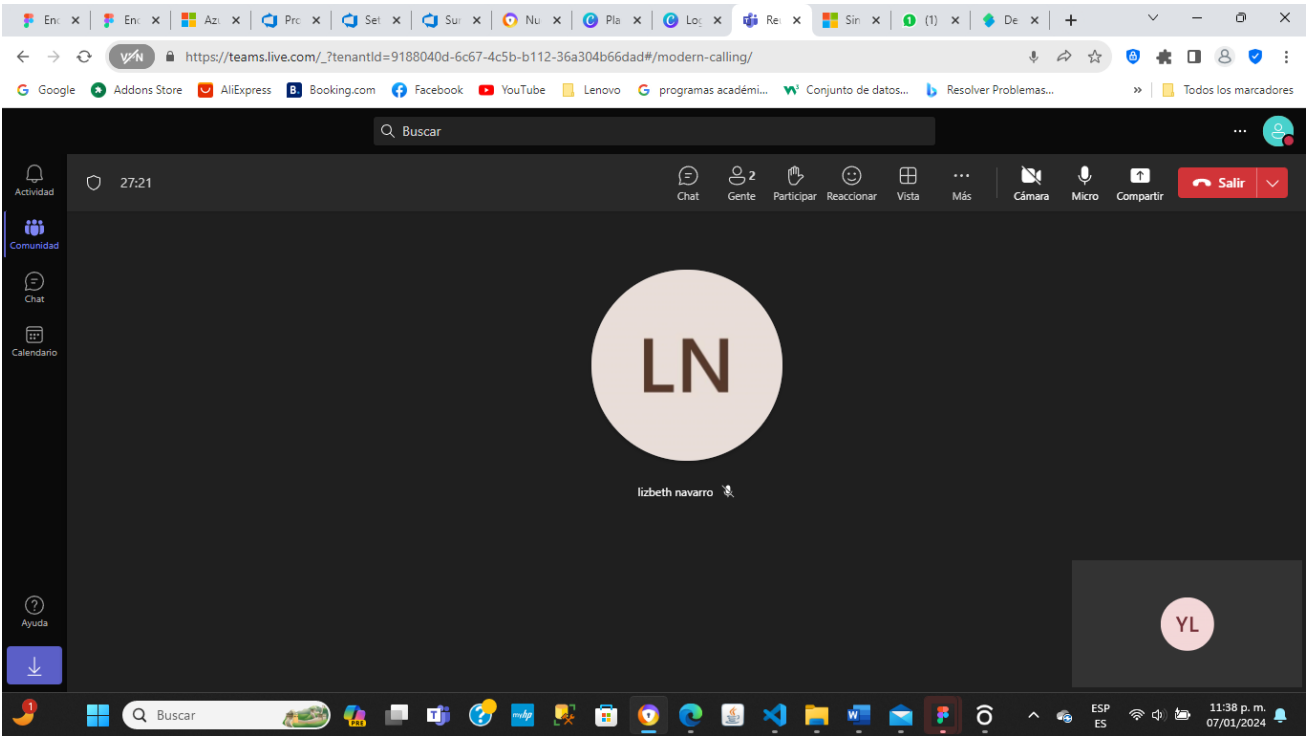 Enc
Enc
Azu
Pro
Set
Sur
Nu
Pla
Log
Re
Sin
(1)
De
VPN
https://teams.live.com/_?tenantId=9188040d-6c67-4c5b-b112-36a304b66dad#/modern-calling/
Google
Addons Store
AliExpress
B.
Booking.com
Facebook
YouTube
Lenovo
programas académi...
Conjunto de datos...
Resolver Problemas...
Todos los marcadores
Buscar
Actividad
27:21
Chat
2
Gente
Participar
Reaccionar
Vista
Más
Cámara
Micro
Compartir
Salir
Comunidad
Chat
Calendario
LN
lizbeth navarro
Ayuda
YL
1
Buscar
PRE
ESP
ES
11:38 p. m.
07/01/2024